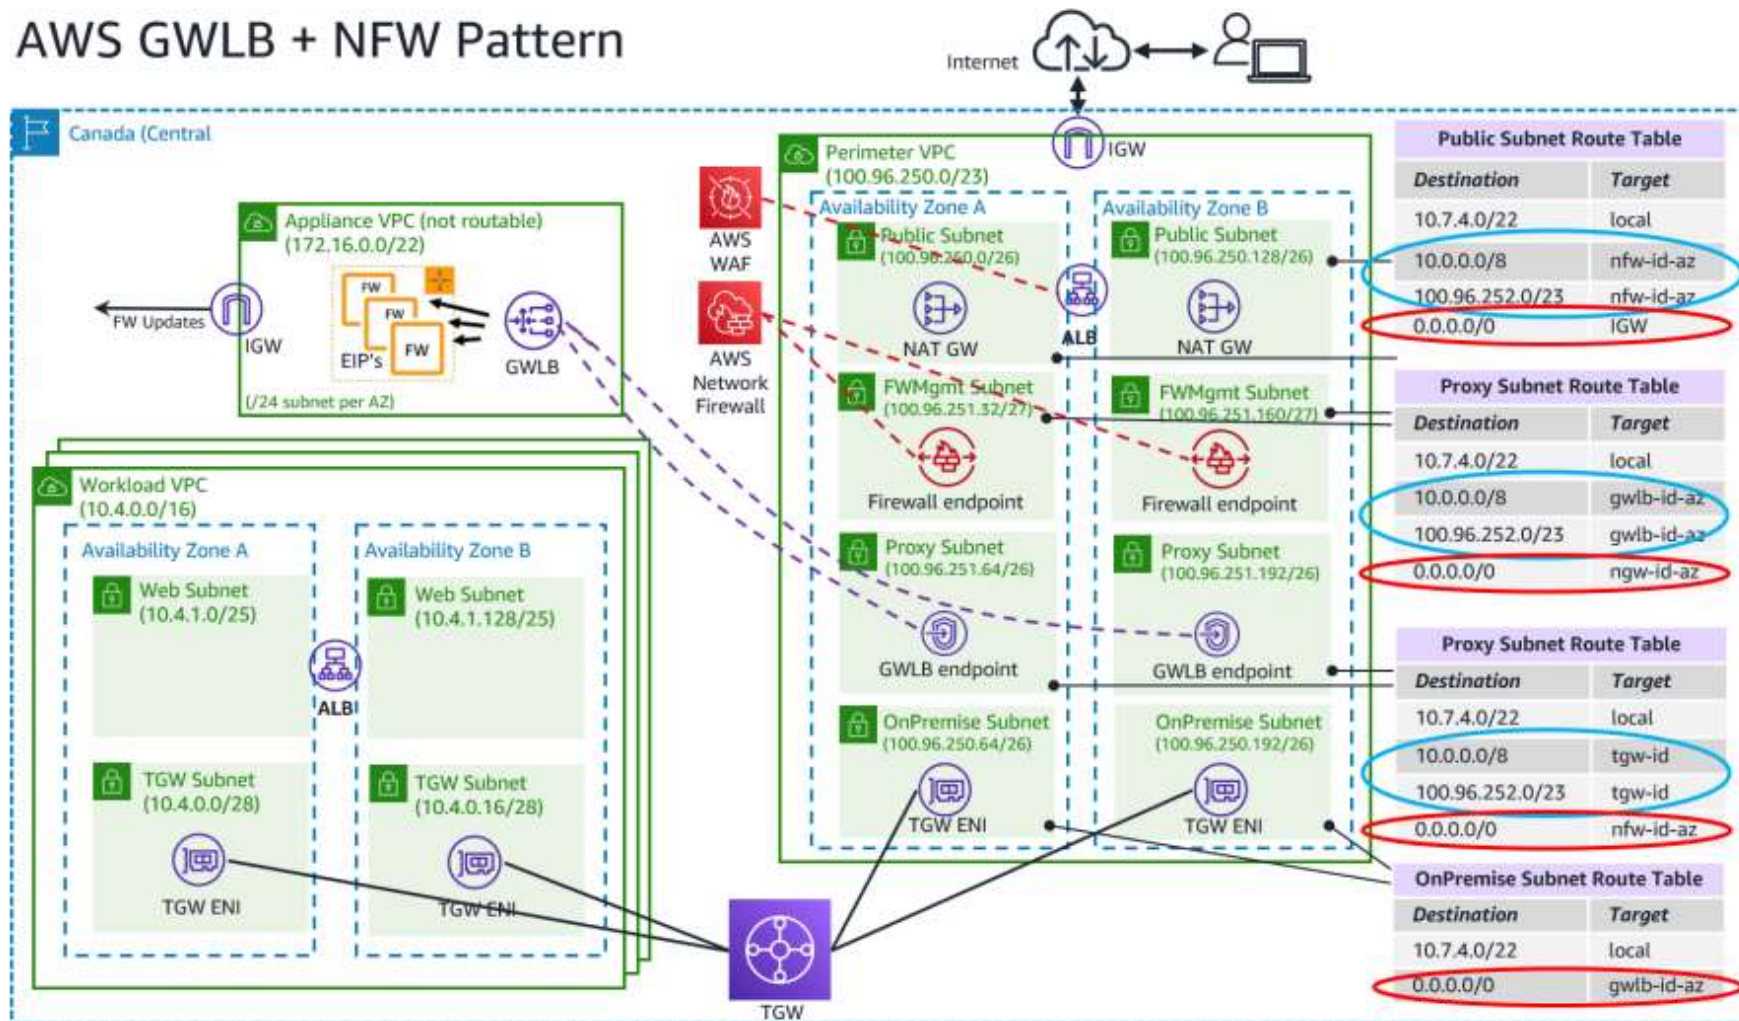 AWS GWLB + NFW Pattern
Internet
Canada (Central
Appliance VPC (not routable)
(172.16.0.0/22)
FW
FW
FW
EIP's
GWLB
FW Updates
IGW
(/24 subnet per AZ)
AWS
WAF
AWS
Network
Firewall
Workload VPC
(10.4.0.0/16)
Availability Zone A
Web Subnet
(10.4.1.0/25)
TGW Subnet
(10.4.0.0/28)
TGW ENI
ALB
Availability Zone B
Web Subnet
(10.4.1.128/25)
TGW Subnet
(10.4.0.16/28)
TGW ENI
TGW
IGW
Perimeter VPC
(100.96.250.0/23)
Availability Zone A
Public Subnet
(100.96.250.0/26)
NAT GW
FWMgmt Subnet
(100.96.251.32/27)
Firewall endpoint
Proxy Subnet
(100.96.251.64/26)
GWLB endpoint
OnPremise Subnet
(100.96.250.64/26)
TGW ENI
ALB
Availability Zone B
Public Subnet
(100.96.250.128/26)
NAT GW
FWMgmt Subnet
(100.96.251.160/27)
Firewall endpoint
Proxy Subnet
(100.96.251.192/26)
GWLB endpoint
OnPremise Subnet
(100.96.250.192/26)
TGW ENI
Public Subnet Route Table
Destination Target
10.7.4.0/22 local
10.0.0.0/8 nfw-id-az
100.96.252.0/23 nfw-id-az
0.0.0.0/0 IGW
Proxy Subnet Route Table
Destination Target
10.7.4.0/22 local
10.0.0.0/8 gwlb-id-az
100.96.252.0/23 gwlb-id-az
0.0.0.0/0 ngw-id-az
Proxy Subnet Route Table
Destination Target
10.7.4.0/22 local
10.0.0.0/8 tgw-id
100.96.252.0/23 tgw-id
0.0.0.0/0 nfw-id-az
OnPremise Subnet Route Table
Destination Target
10.7.4.0/22 local
0.0.0.0/0 gwlb-id-az